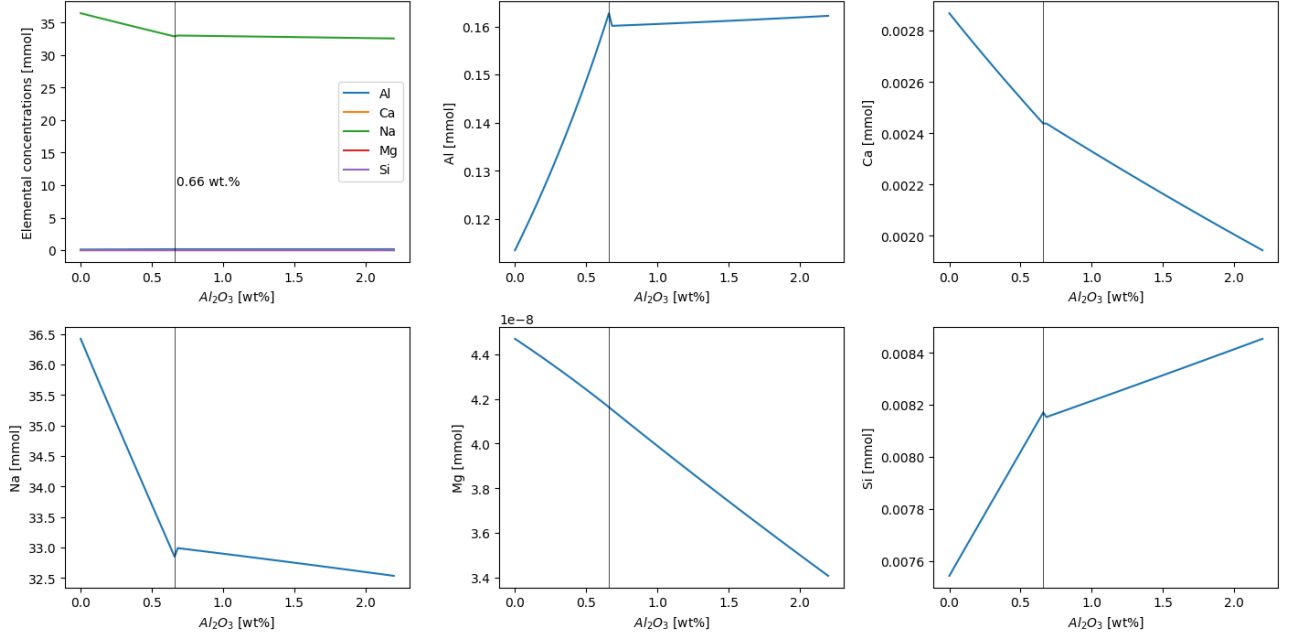 Elemental concentrations [mmol]
35
30
25
20
15
10
5
0
Al
Ca
Na
Mg
Si
0.66 wt.%
0.0 0.5 1.0 1.5 2.0
Al2O3 [wt%]
Al [mmol]
0.16
0.15
0.14
0.13
0.12
0.0 0.5 1.0 1.5 2.0
Al2O3 [wt%]
Ca [mmol]
0.0028
0.0026
0.0024
0.0022
0.0020
0.0 0.5 1.0 1.5 2.0
Al2O3 [wt%]
Na [mmol]
36.5
36.0
35.5
35.0
34.5
34.0
33.5
33.0
32.5
0.0 0.5 1.0 1.5 2.0
Al2O3 [wt%]
1e−8
Mg [mmol]
4.4
4.2
4.0
3.8
3.6
3.4
0.0 0.5 1.0 1.5 2.0
Al2O3 [wt%]
Si [mmol]
0.0084
0.0082
0.0080
0.0078
0.0076
0.0 0.5 1.0 1.5 2.0
Al2O3 [wt%]